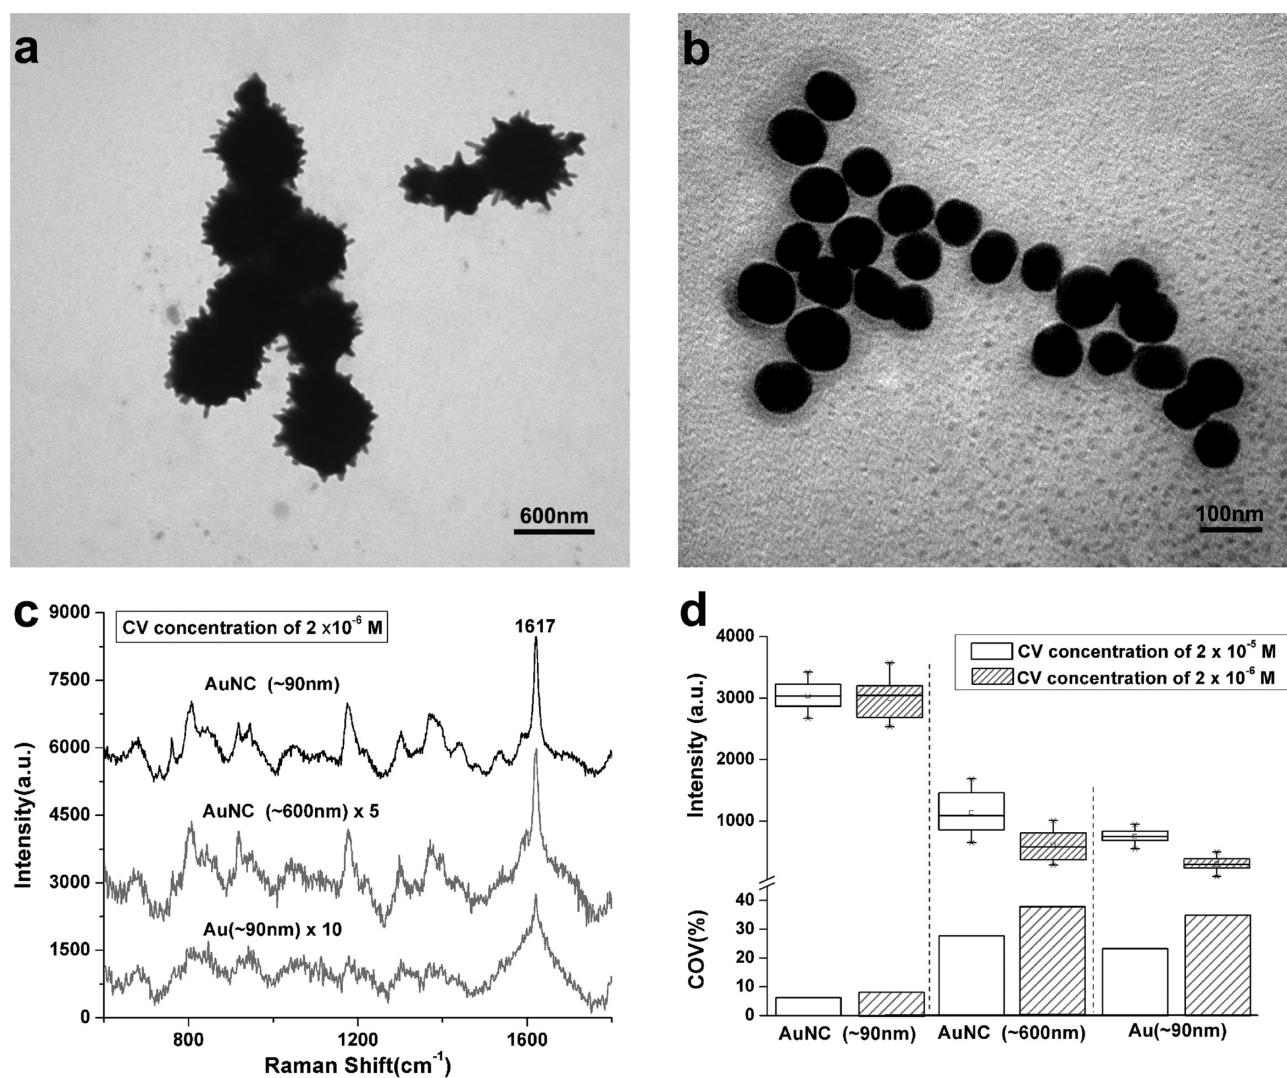 a
600nm
b
100nm
c
CV concentration of 2 x10⁻⁶ M
1617
AuNC (~90nm)
AuNC (~600nm) x 5
Au(~90nm) x 10
9000
7500
6000
4500
3000
1500
0
Intensity(a.u.)
800
1200
1600
Raman Shift(cm⁻¹)
d
CV concentration of 2 x 10⁻⁵ M
CV concentration of 2 x 10⁻⁶ M
4000
3000
2000
1000
Intensity (a.u.)
40
30
20
10
0
COV(%)
AuNC (~90nm)
AuNC (~600nm)
Au(~90nm)